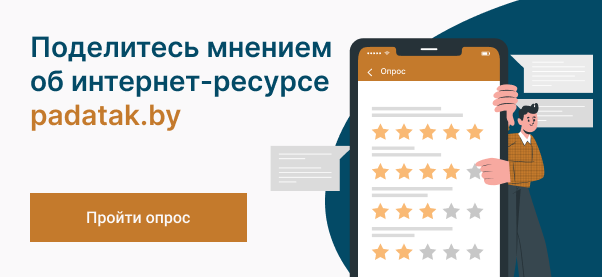 Поделитесь мнением
об интернет-ресурсе
padatak.by
Пройти опрос
Опрос